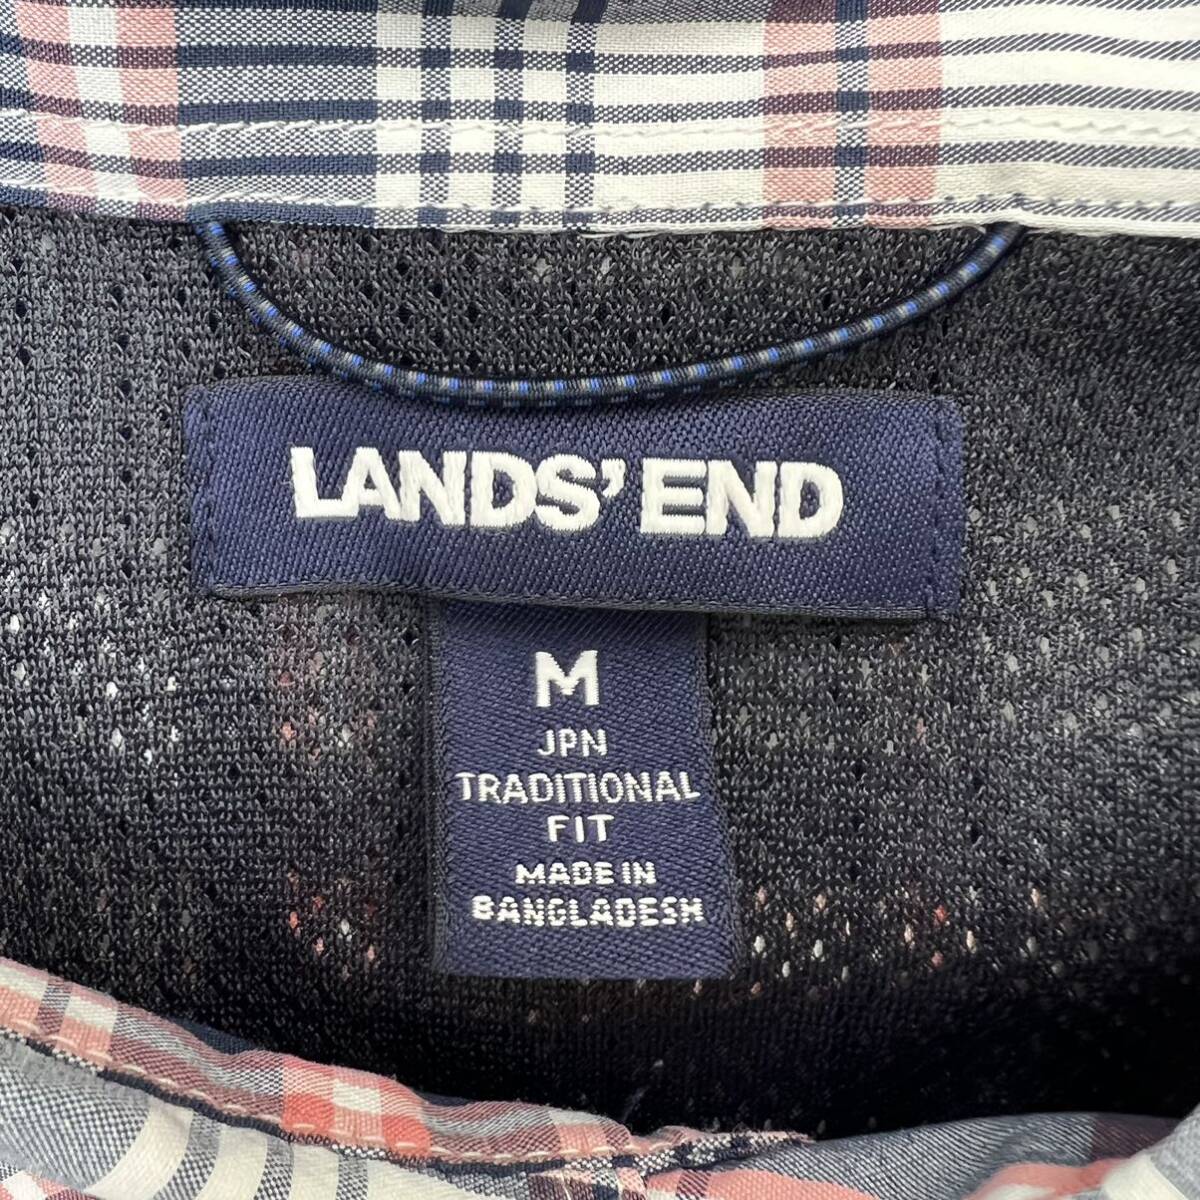 LANDS' END
M
JPN
TRADITIONAL
FIT
MADE IN
BANGLADESH